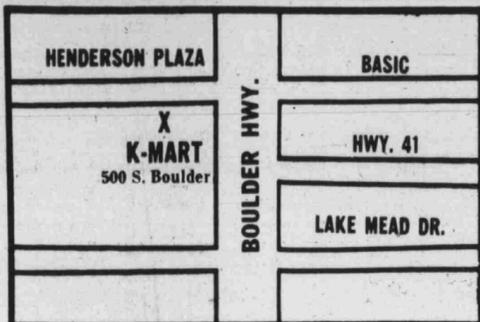 HENDERSON PLAZA
X
K-MART
500 S. Boulder
BOULDER HWY.
BASIC
HWY. 41
LAKE MEAD DR.